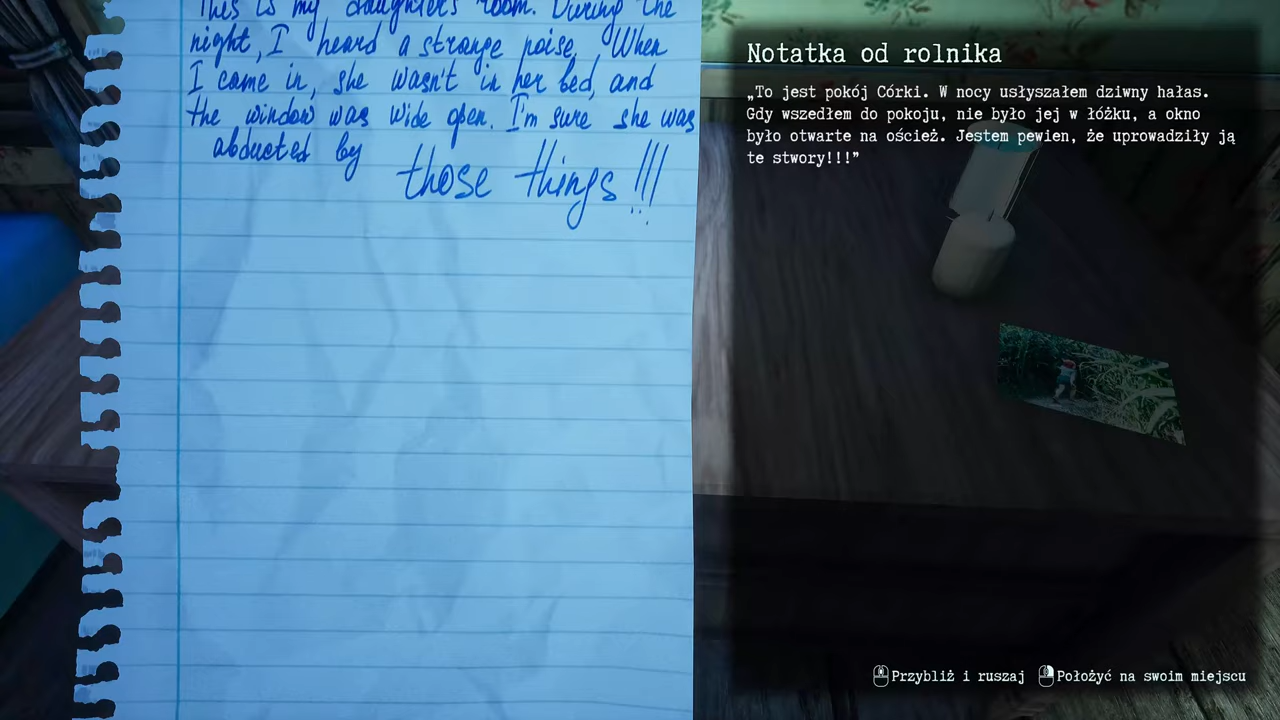 This is my daughters room. During the
night, I heard a strange noise. When
I came in, she wasn't in her bed, and
the window was wide open. I'm sure she was
abducted by those things!!!
Notatka od rolnika
„To jest pokój Córki. W nocy usłyszałem dziwny hałas.
Gdy wszedłem do pokoju, nie było jej w łóżku, a okno
było otwarte na oścież. Jestem pewien, że uprowadziły ją
te stwory!!!”
Przybliż i ruszaj
Położyć na swoim miejscu